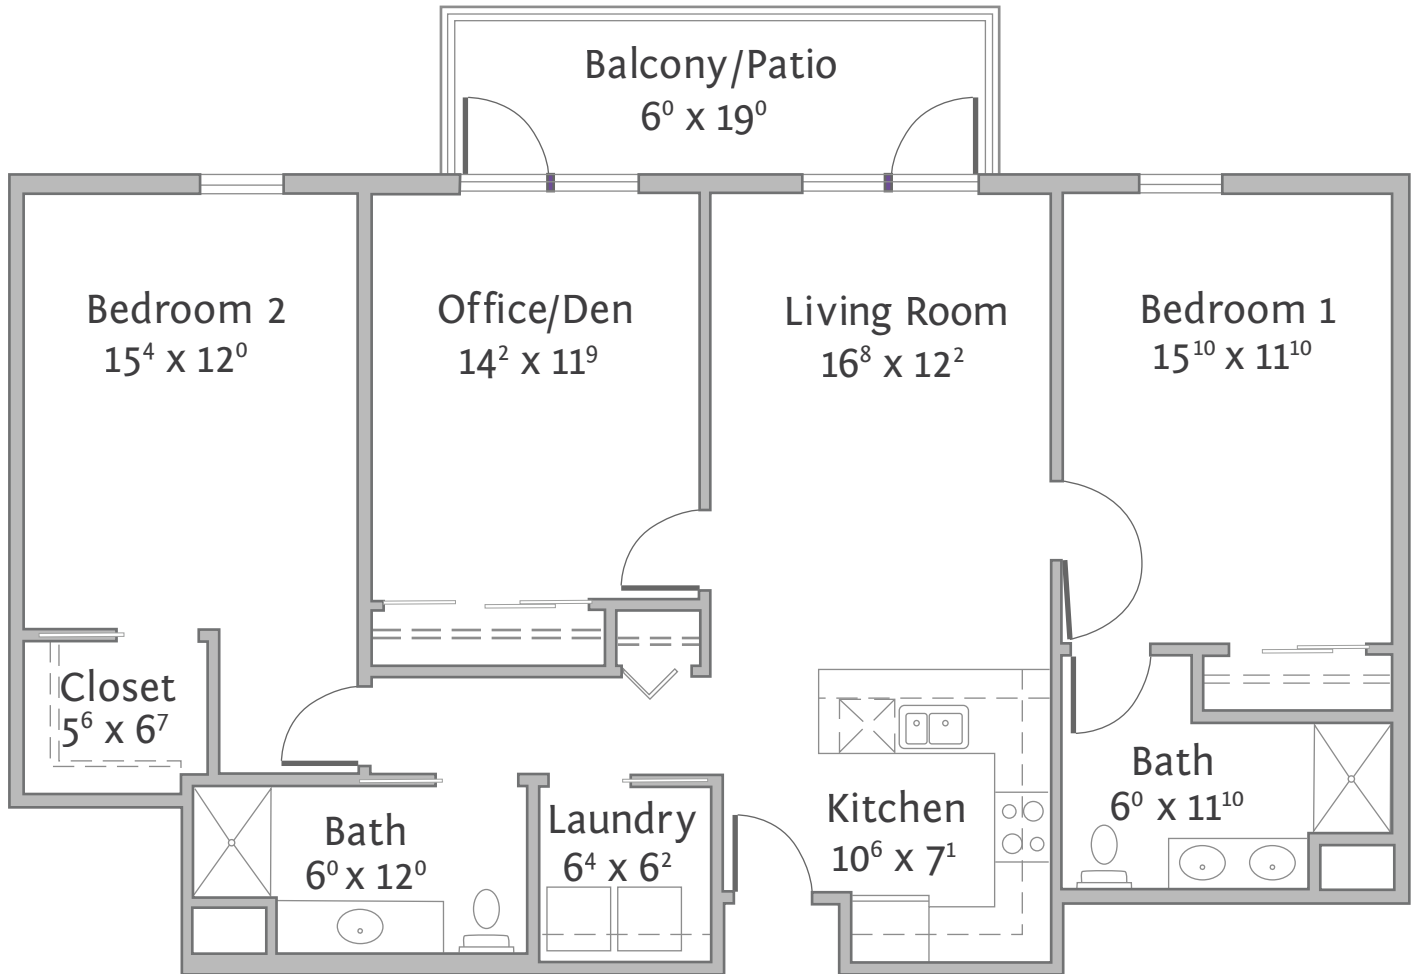 Balcony/Patio
6⁰ x 19⁰
Bedroom 2
15⁴ x 12⁰
Office/Den
14² x 11⁹
Living Room
16⁸ x 12²
Bedroom 1
15¹⁰ x 11¹⁰
Closet
5⁶ x 6⁷
Bath
6⁰ x 12⁰
Laundry
6⁴ x 6²
Kitchen
10⁶ x 7¹
Bath
6⁰ x 11¹⁰